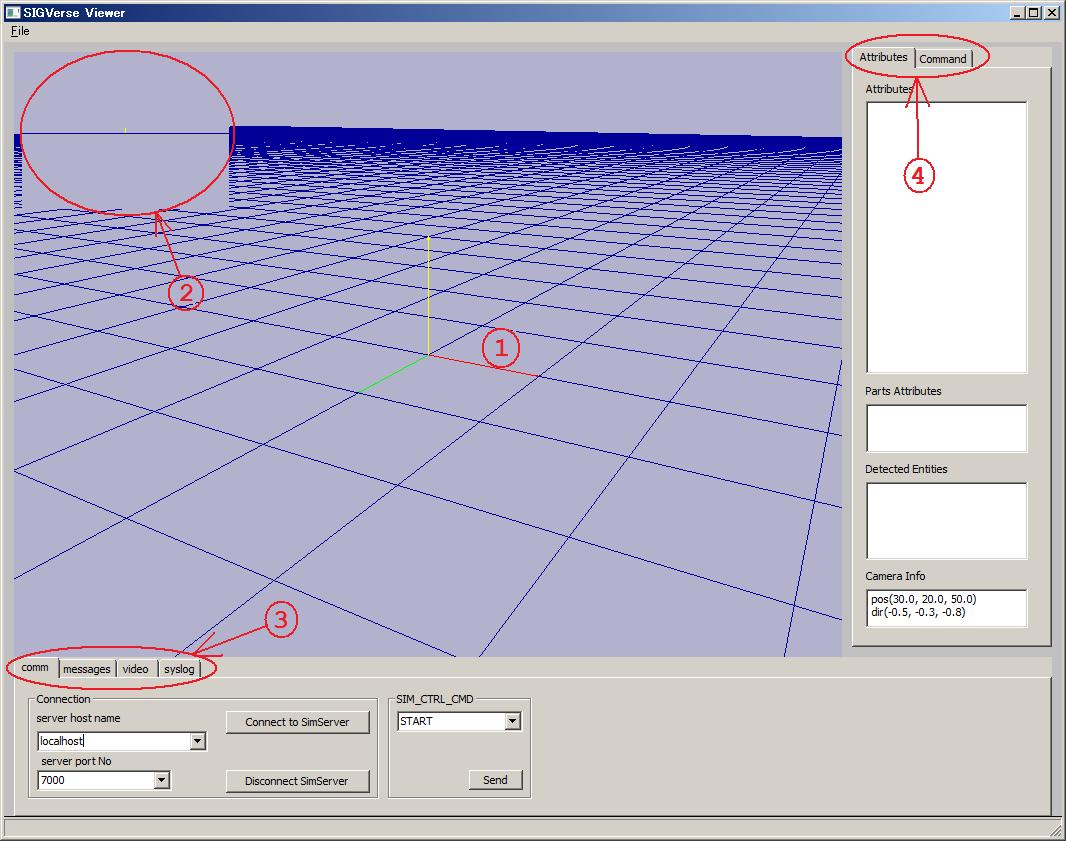 SIGVerse Viewer
File
Attributes
Command
Attributes
4
2
1
Parts Attributes
Detected Entities
Camera Info
pos(30.0, 20.0, 50.0)
dir(-0.5, -0.3, -0.8)
3
comm
messages
video
syslog
Connection
server host name
localhost
Connect to SimServer
server port No
7000
Disconnect SimServer
SIM_CTRL_CMD
START
Send